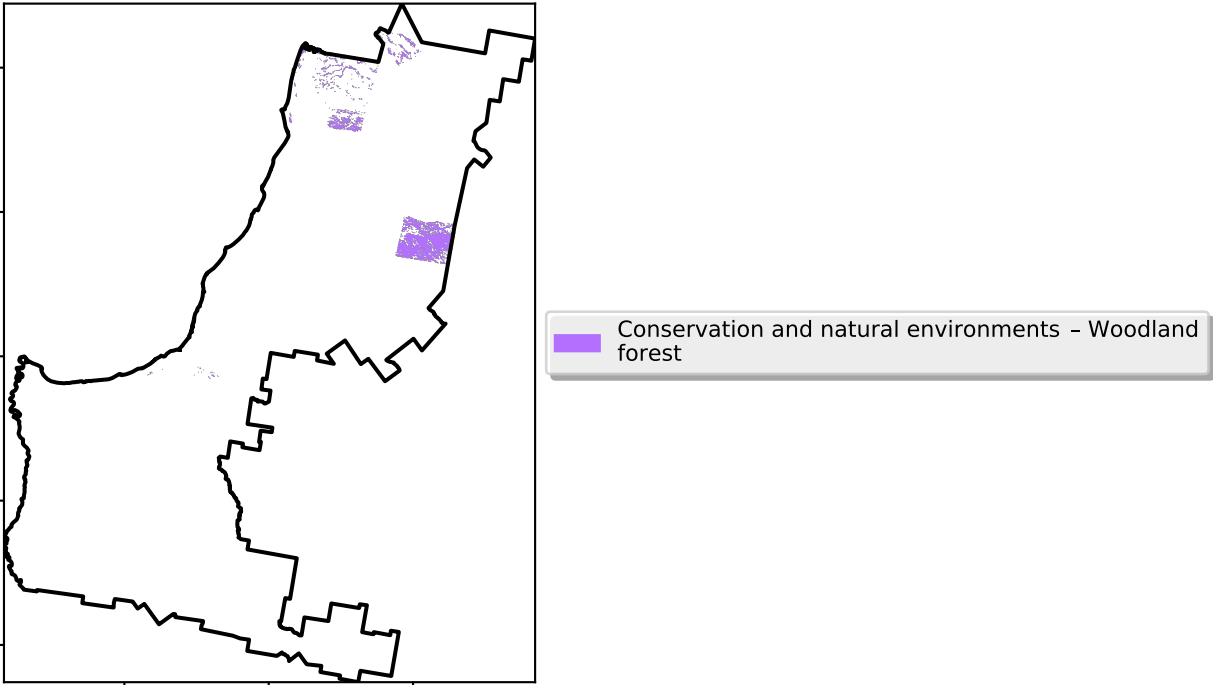 Conservation and natural environments – Woodland
forest